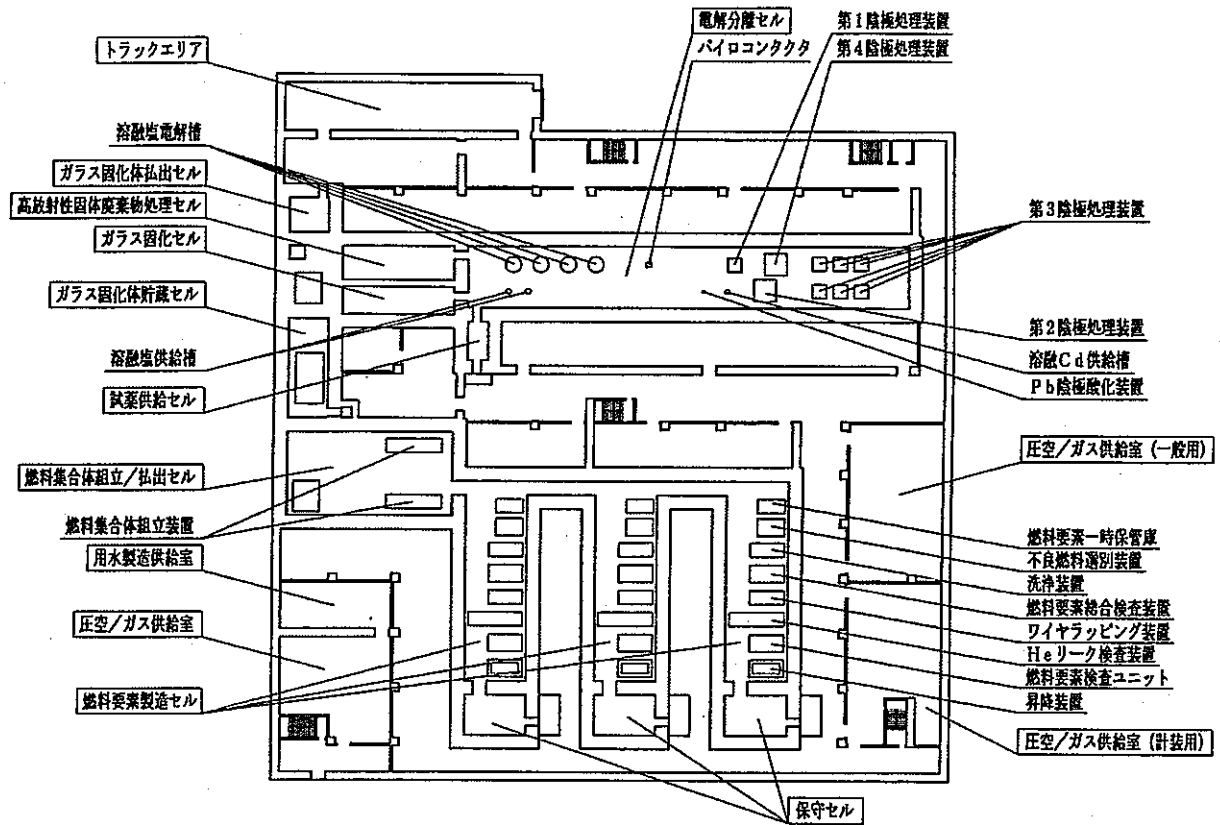 電解分離セル
パイロコンタクタ
第1陰極処理装置
第4陰極処理装置
トラックエリア
溶融塩電解槽
ガラス固化体払出セル
高放射性固体廃棄物処理セル
ガラス固化セル
ガラス固化体貯蔵セル
溶融塩供給槽
試薬供給セル
燃料集合体組立/払出セル
燃料集合体組立装置
用水製造供給室
圧空/ガス供給室
燃料要素製造セル
第3陰極処理装置
第2陰極処理装置
溶融Cd供給槽
Pb陰極酸化装置
圧空/ガス供給室(一般用)
燃料要素一時保管庫
不良燃料選別装置
洗浄装置
燃料要素総合検査装置
ワイヤラッピング装置
Heリーク検査装置
燃料要素検査ユニット
昇降装置
圧空/ガス供給室(計装用)
保守セル